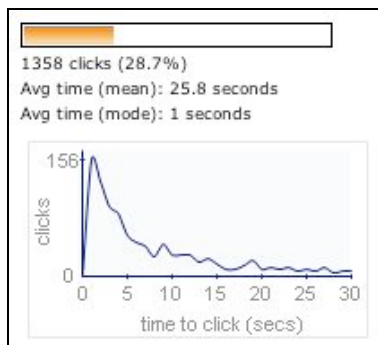 1358 clicks (28.7%)
Avg time (mean): 25.8 seconds
Avg time (mode): 1 seconds
156
clicks
0
0 5 10 15 20 25 30
time to click (secs)